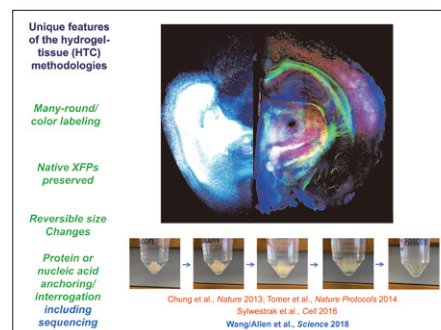 Unique features
of the hydrogel-
tissue (HTC)
methodologies
Many-round/
color labeling
Native XFPs
preserved
Reversible size
Changes
Protein or
nucleic acid
anchoring/
interrogation
including
sequencing
Chung et al., Nature 2013; Tomer et al., Nature Protocols 2014
Sylwestrak et al., Cell 2016
Wang/Allen et al., Science 2018